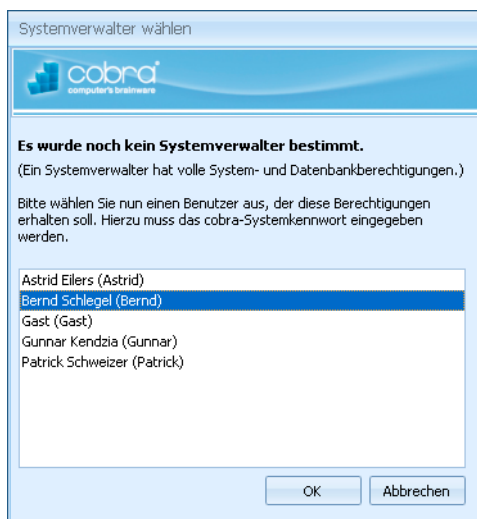 Systemverwalter wählen
cobra
computer's brainware
Es wurde noch kein Systemverwalter bestimmt.
(Ein Systemverwalter hat volle System- und Datenbankberechtigungen.)
Bitte wählen Sie nun einen Benutzer aus, der diese Berechtigungen
erhalten soll. Hierzu muss das cobra-Systemkennwort eingegeben
werden.
Astrid Eilers (Astrid)
Bernd Schlegel (Bernd)
Gast (Gast)
Gunnar Kendzia (Gunnar)
Patrick Schweizer (Patrick)
OK Abbrechen